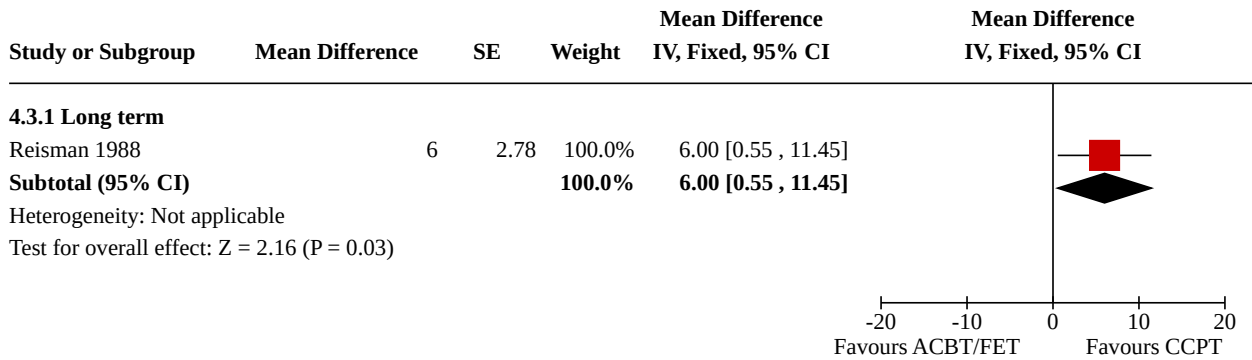 Mean Difference Mean Difference
Study or Subgroup Mean Difference SE Weight IV, Fixed, 95% CI IV, Fixed, 95% CI
4.3.1 Long term
Reisman 1988 6 2.78 100.0% 6.00 [0.55 , 11.45]
Subtotal (95% CI) 100.0% 6.00 [0.55 , 11.45]
Heterogeneity: Not applicable
Test for overall effect: Z = 2.16 (P = 0.03)
-20 -10 0 10 20
Favours ACBT/FET Favours CCPT